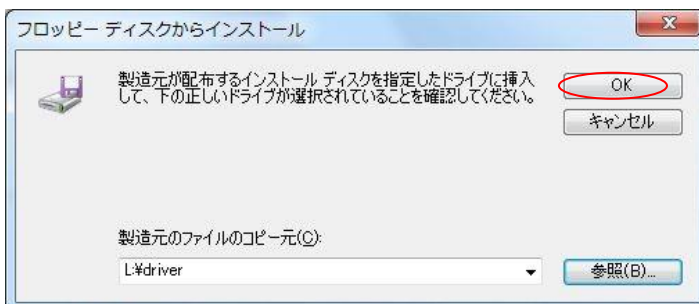 フロッピー ディスクからインストール
製造元が配布するインストール ディスクを指定したドライブに挿入
して、下の正しいドライブが選択されていることを確認してください。
OK
キャンセル
製造元のファイルのコピー元(C):
L:¥driver
参照(B)...